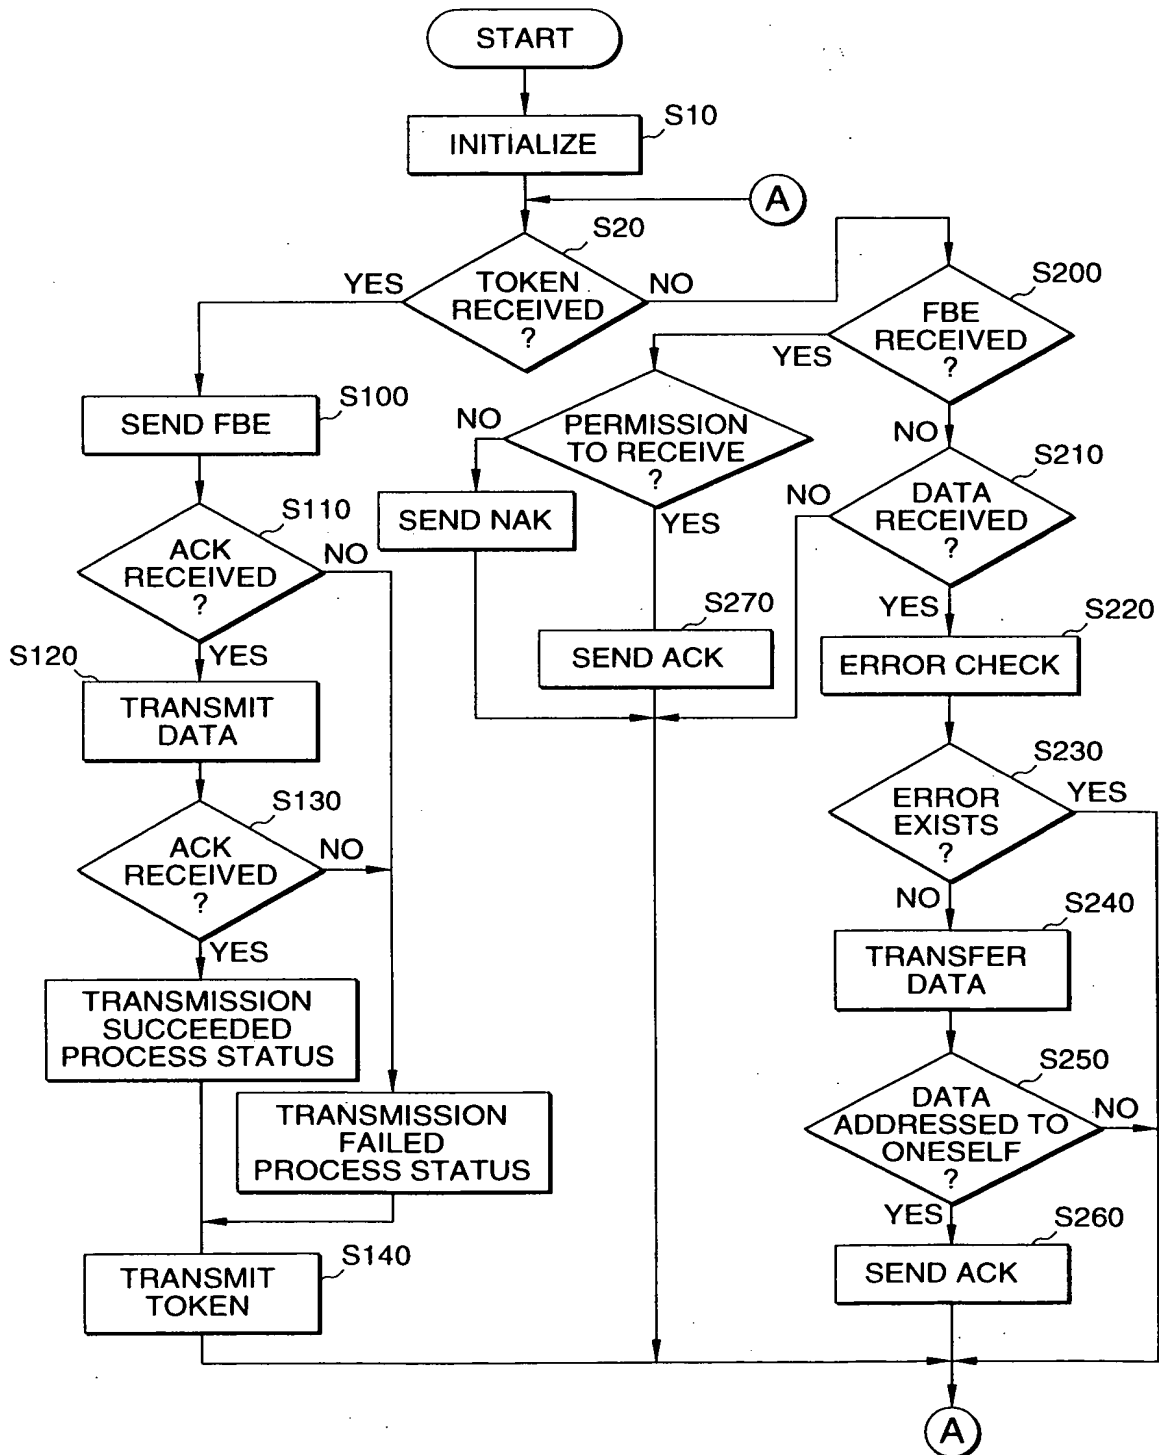 START
S10
INITIALIZE
A
S20
TOKEN
RECEIVED
?
YES
NO
S200
FBE
RECEIVED
?
YES
NO
S100
SEND FBE
PERMISSION
TO RECEIVE
?
NO
YES
SEND NAK
S210
DATA
RECEIVED
?
NO
YES
S110
ACK
RECEIVED
?
NO
YES
S270
SEND ACK
S220
ERROR CHECK
S120
TRANSMIT
DATA
S230
ERROR
EXISTS
?
YES
NO
S130
ACK
RECEIVED
?
NO
YES
S240
TRANSFER
DATA
TRANSMISSION
SUCCEEDED
PROCESS STATUS
S250
DATA
ADDRESSED TO
ONESELF
?
NO
YES
TRANSMISSION
FAILED
PROCESS STATUS
S260
SEND ACK
S140
TRANSMIT
TOKEN
A